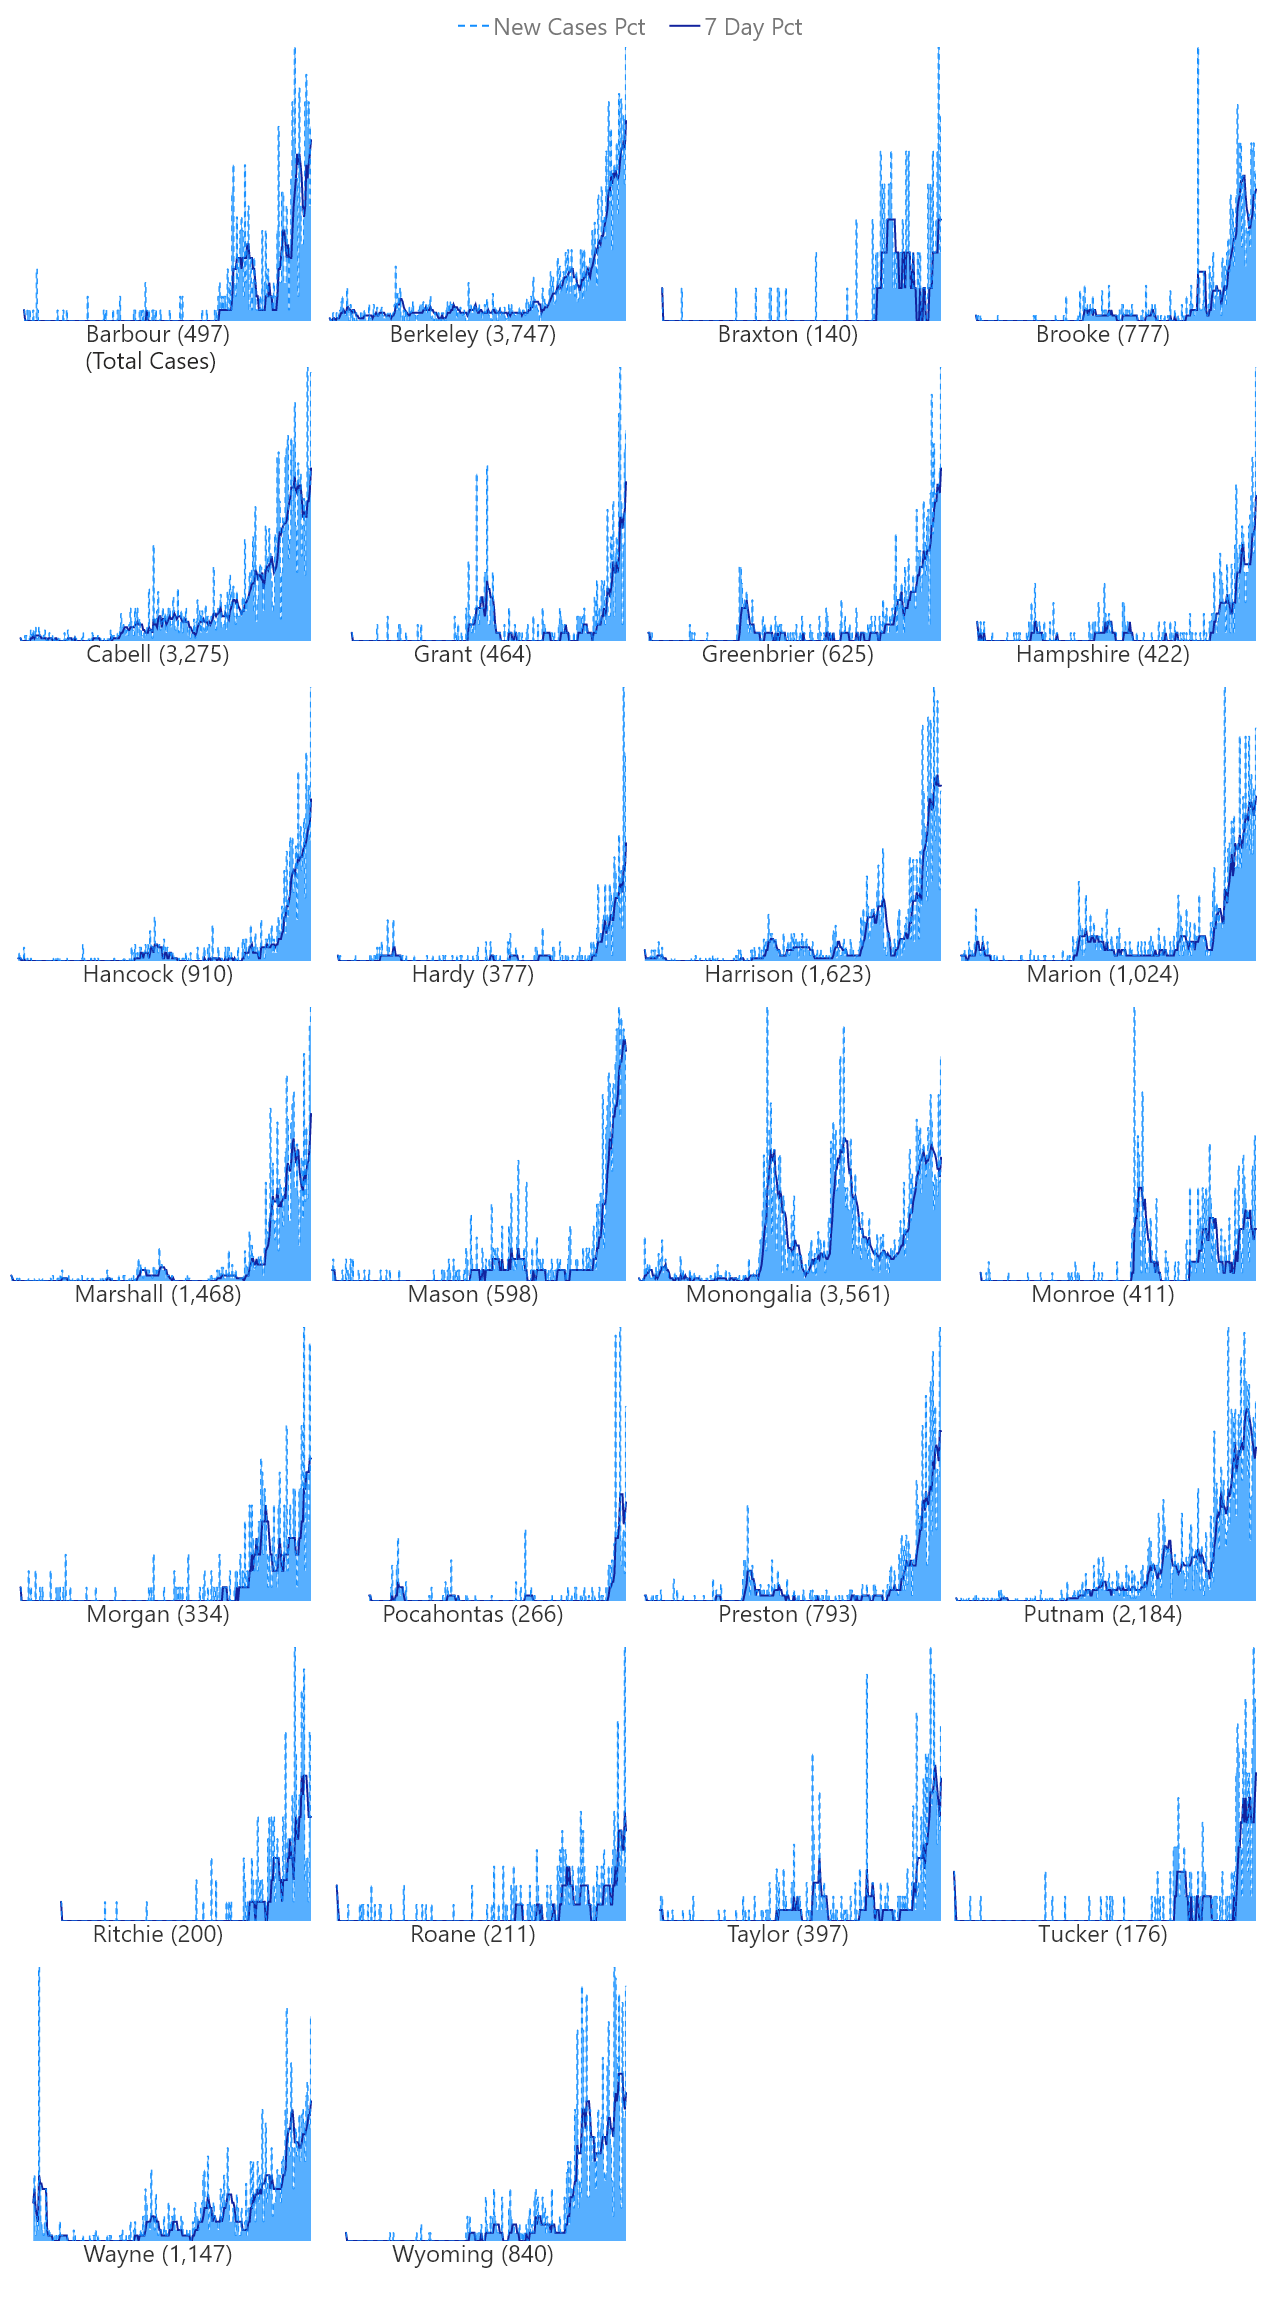 New Cases Pct 7 Day Pct
Barbour (497) Berkeley (3,747) Braxton (140) Brooke (777)
(Total Cases)
Cabell (3,275) Grant (464) Greenbrier (625) Hampshire (422)
Hancock (910) Hardy (377) Harrison (1,623) Marion (1,024)
Marshall (1,468) Mason (598) Monongalia (3,561) Monroe (411)
Morgan (334) Pocahontas (266) Preston (793) Putnam (2,184)
Ritchie (200) Roane (211) Taylor (397) Tucker (176)
Wayne (1,147) Wyoming (840)